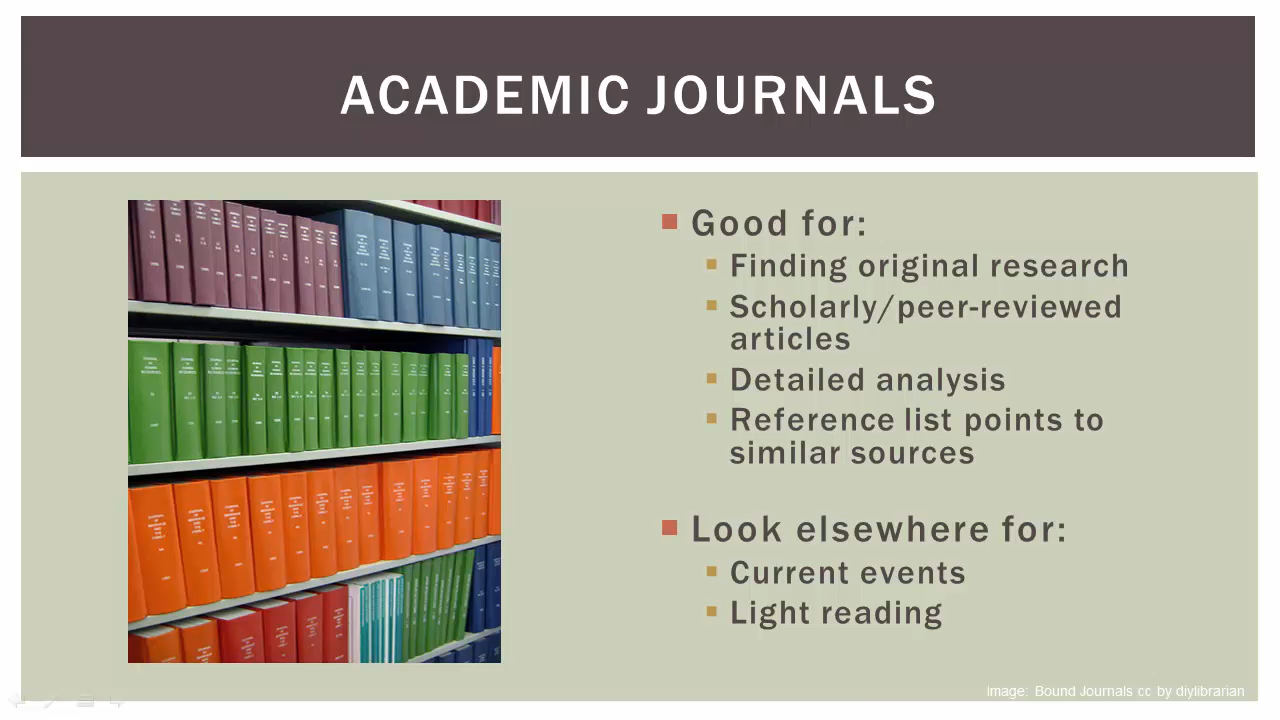 ACADEMIC JOURNALS
Good for:
Finding original research
Scholarly/peer-reviewed
articles
Detailed analysis
Reference list points to
similar sources
Look elsewhere for:
Current events
Light reading
Image: Bound Journals cc by diylibrarian